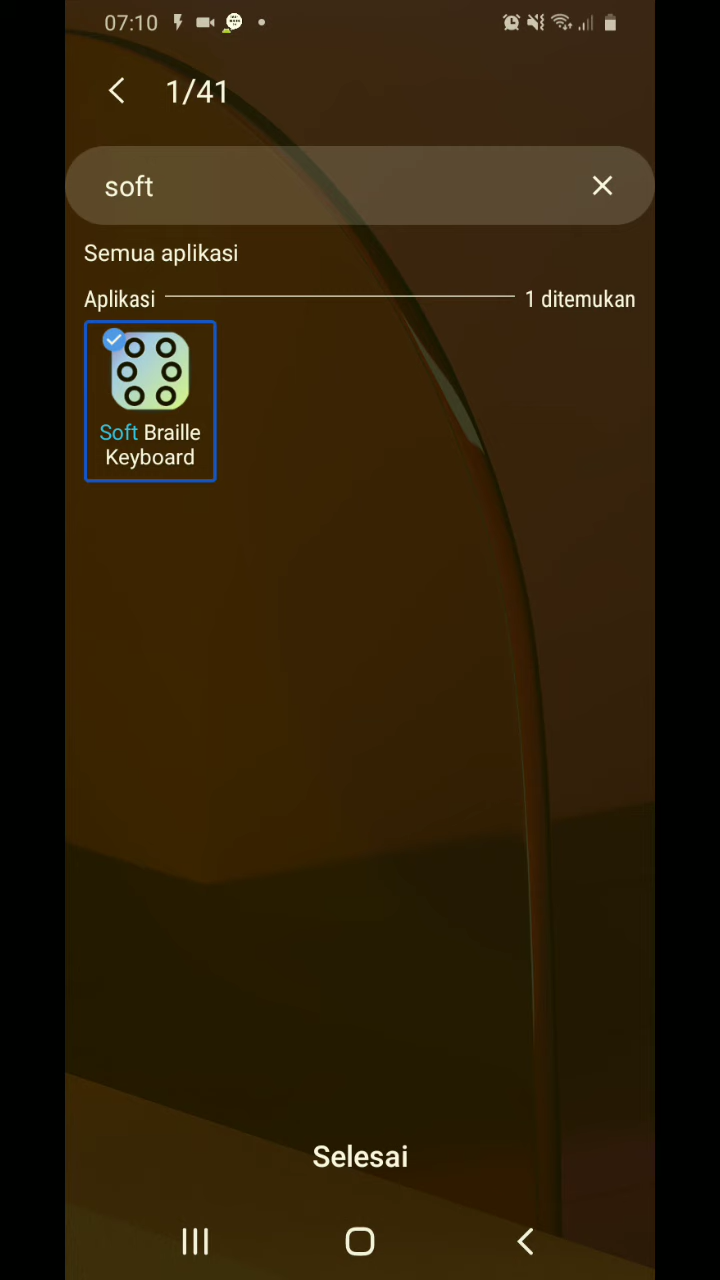 07:10
1/41
soft
Semua aplikasi
Aplikasi
1 ditemukan
Soft Braille
Keyboard
Selesai